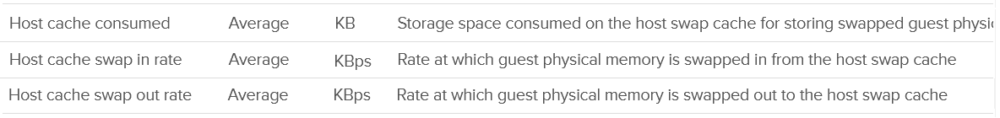 Host cache consumed Average KB Storage space consumed on the host swap cache for storing swapped guest
Host cache swap in rate Average KBps Rate at which guest physical memory is swapped in from the host swap cache
Host cache swap out rate Average KBps Rate at which guest physical memory is swapped out to the host swap cache